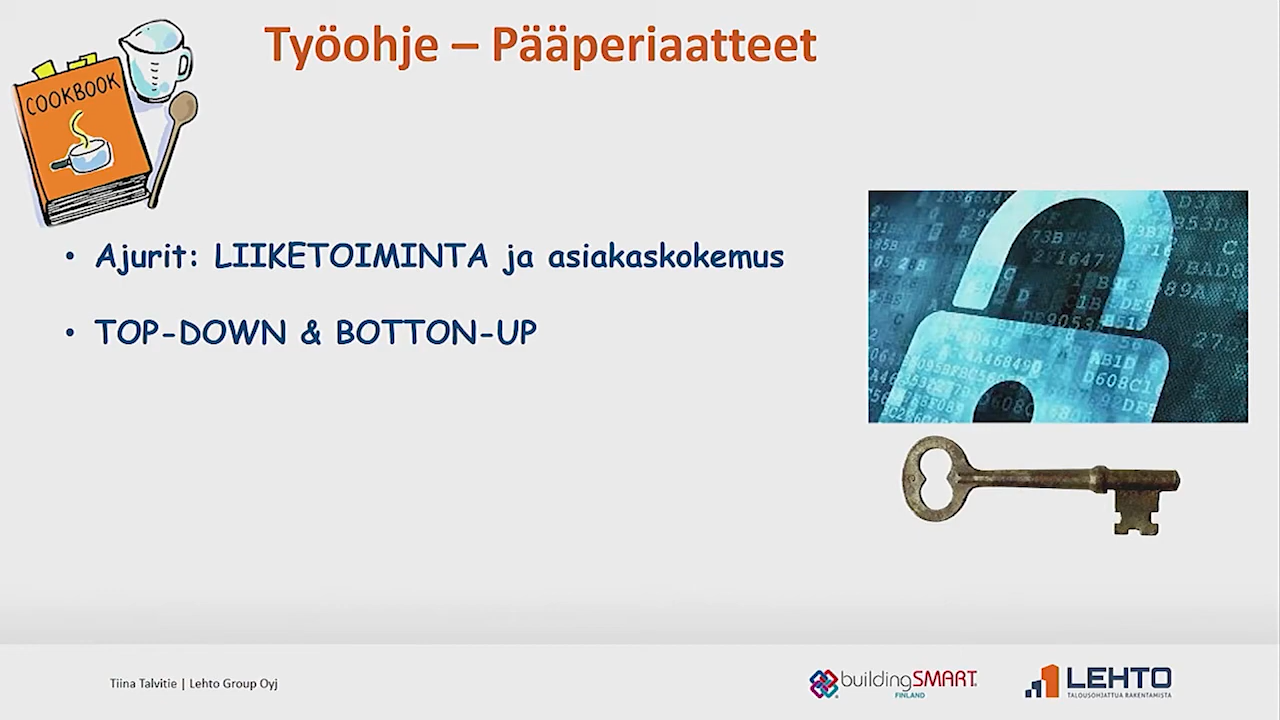 Työohje – Pääperiaatteet
COOKBOOK
• Ajurit: LIIKETOIMINTA ja asiakaskokemus
• TOP-DOWN & BOTTON-UP
Tiina Talvitie | Lehto Group Oyj
buildingSMART
FINLAND
LEHTO
TALOUSOHJATTUA RAKENTAMISTA